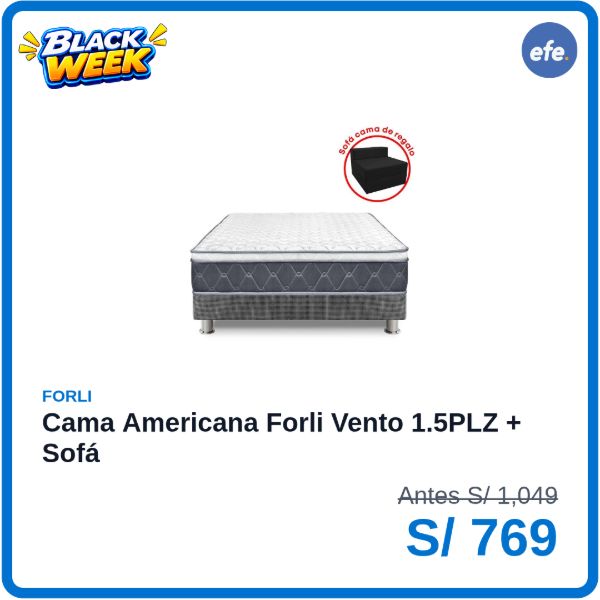 BLACK
WEEK
efe.
Sofá cama de regalo
FORLI
Cama Americana Forli Vento 1.5PLZ +
Sofá
Antes S/ 1,049
S/ 769